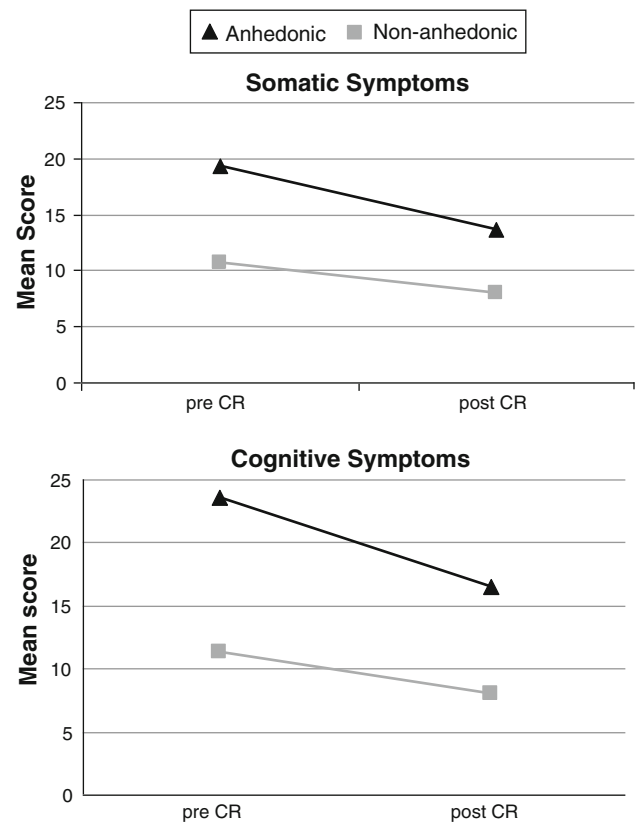 Anhedonic Non-anhedonic
Somatic Symptoms
Mean Score
25
20
15
10
5
0
pre CR post CR
Cognitive Symptoms
Mean score
25
20
15
10
5
0
pre CR post CR